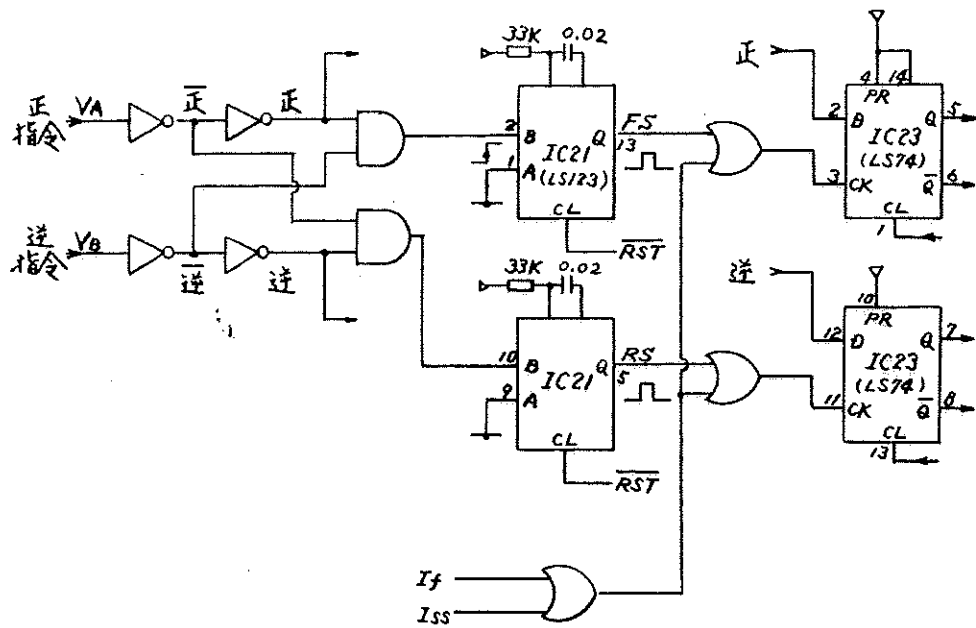 33K 0.02
正指令 VA
正 正
2 B Q FS 13
1 A IC21 (LS123)
CL
RST
正
4 14
PR
2 D Q 5
IC23 (LS74)
3 CK Q 6
CL
1
逆指令 VB
逆 逆
33K 0.02
10 B Q RS 5
9 A IC21
CL
RST
逆
10
PR
12 D Q 7
IC23 (LS74)
11 CK Q 8
CL
13
If
Iss